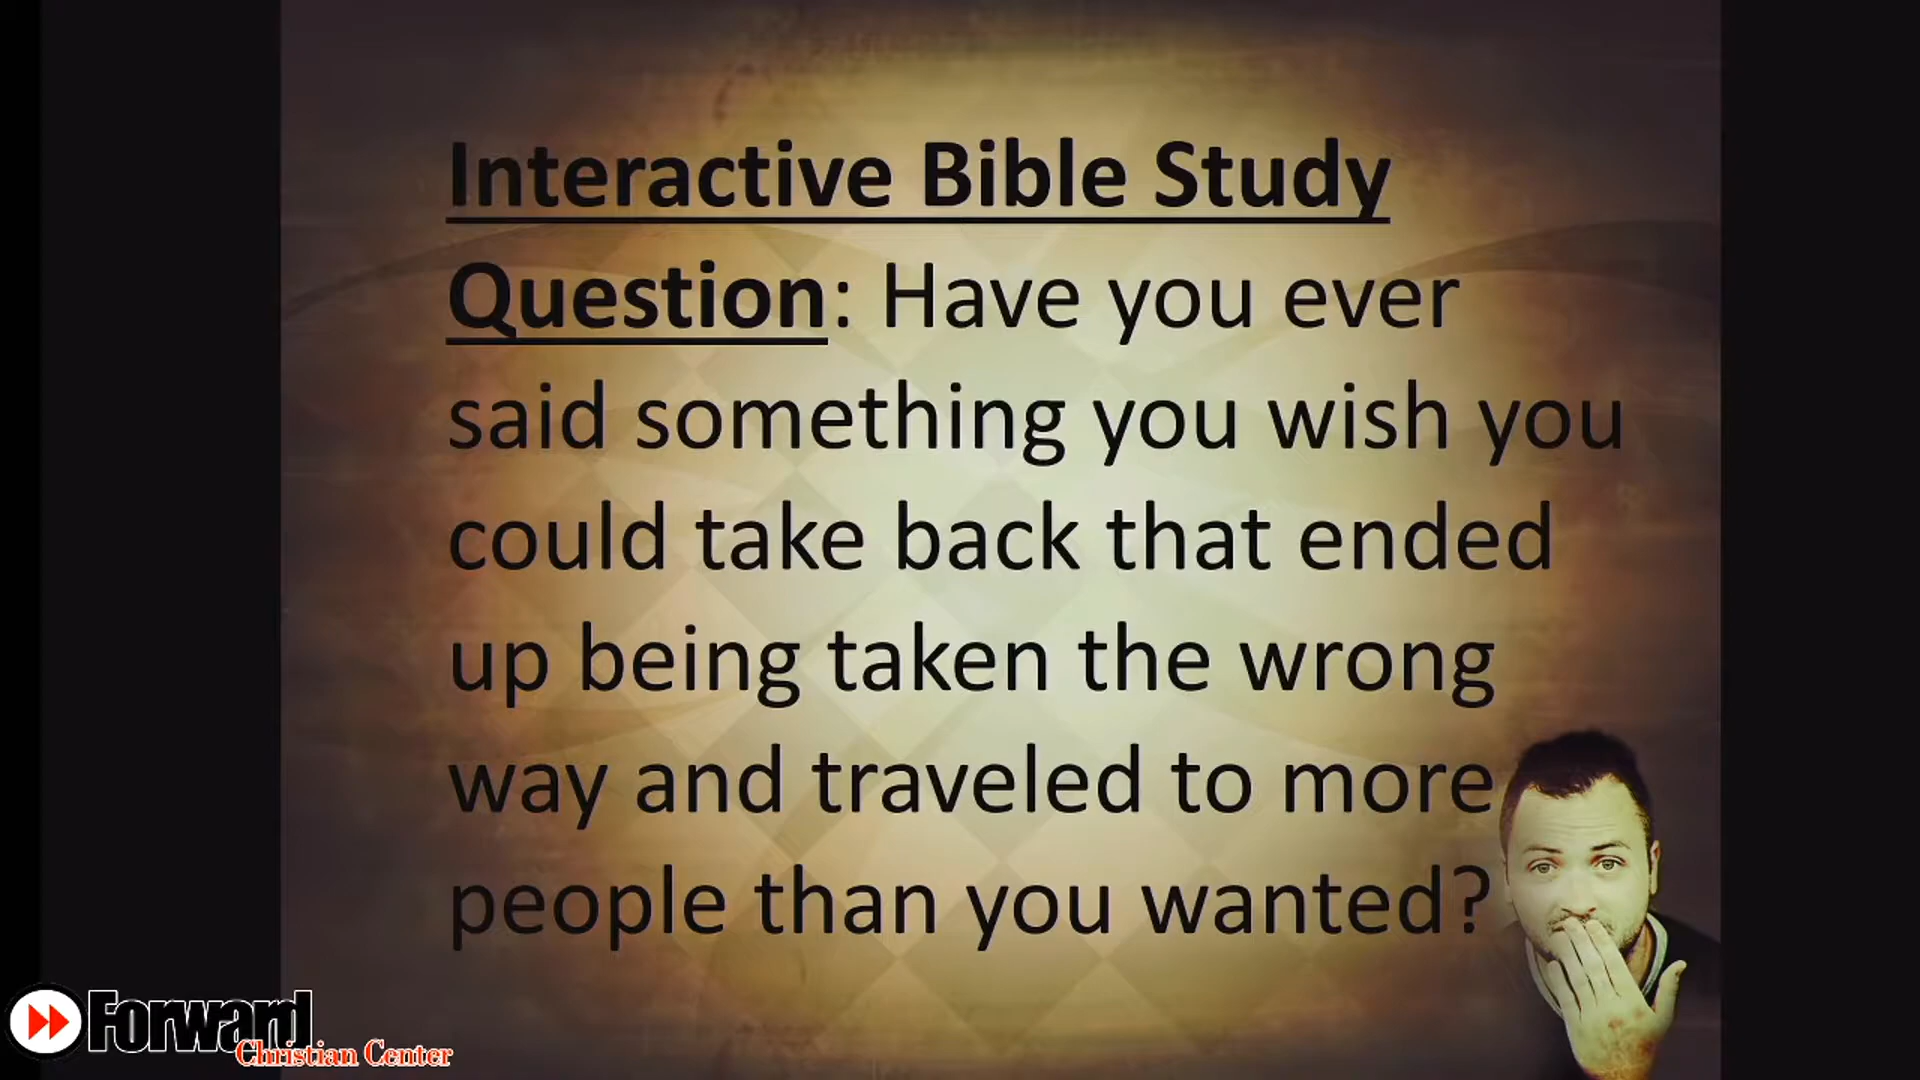 Interactive Bible Study
Question: Have you ever
said something you wish you
could take back that ended
up being taken the wrong
way and traveled to more
people than you wanted?
Forward
Christian Center